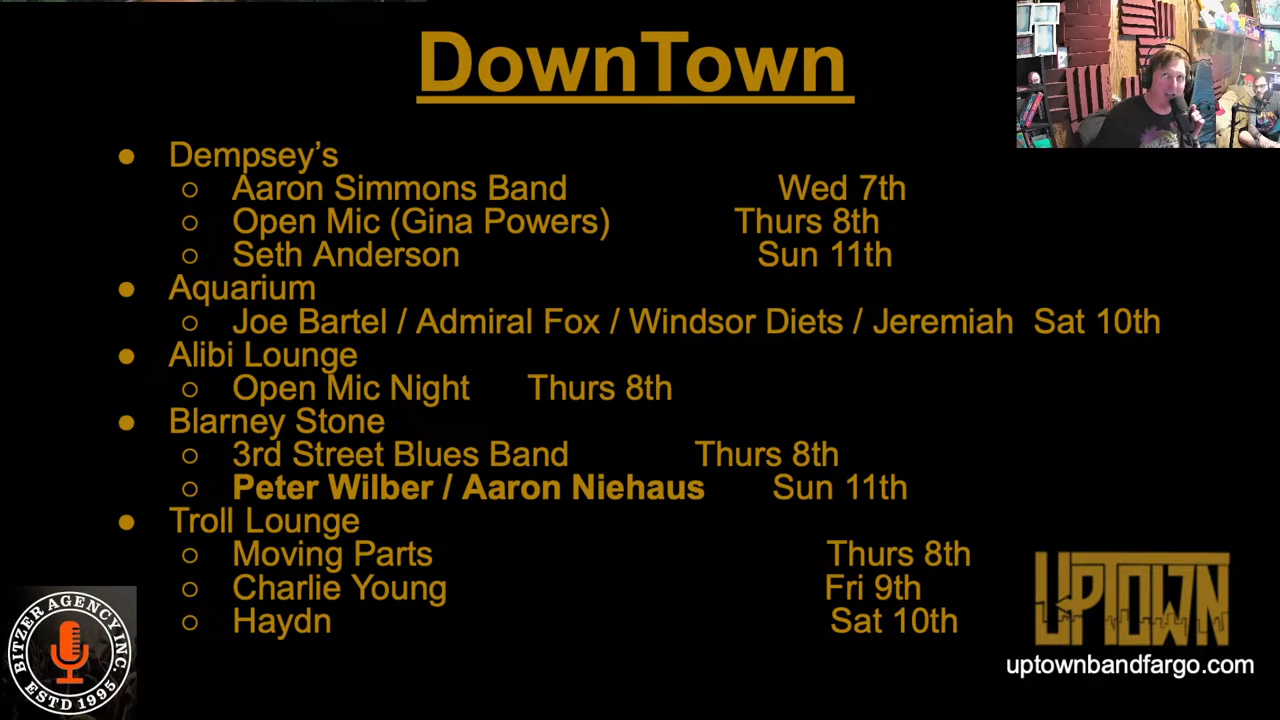 DownTown
● Dempsey’s
○ Aaron Simmons Band Wed 7th
○ Open Mic (Gina Powers) Thurs 8th
○ Seth Anderson Sun 11th
● Aquarium
○ Joe Bartel / Admiral Fox / Windsor Diets / Jeremiah Sat 10th
● Alibi Lounge
○ Open Mic Night Thurs 8th
● Blarney Stone
○ 3rd Street Blues Band Thurs 8th
○ Peter Wilber / Aaron Niehaus Sun 11th
● Troll Lounge
○ Moving Parts Thurs 8th
○ Charlie Young Fri 9th
○ Haydn Sat 10th
UPTOWN
uptownbandfargo.com
BITZER AGENCY INC.
ESTD 1995